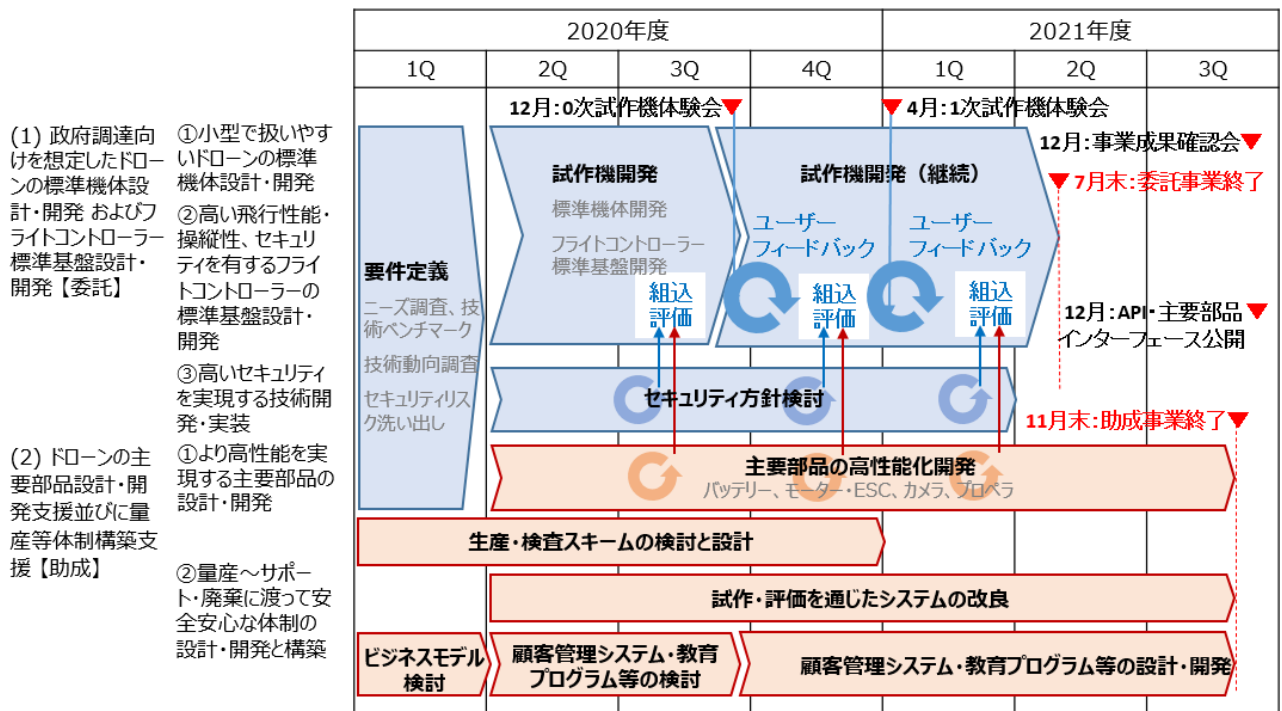 2020年度
2021年度
1Q
2Q
3Q
4Q
1Q
2Q
3Q
12月：0次試作機体験会
4月：1次試作機体験会
12月：事業成果確認会
7月末：委託事業終了
(1) 政府調達向
けを想定したドロー
ンの標準機体設
計・開発 およびフ
ライトコントローラー
標準基盤設計・
開発【委託】
①小型で扱いやす
いドローンの標準
機体設計・開発
②高い飛行性能・
操縦性、セキュリ
ティを有するフライ
トコントローラーの
標準基盤設計・
開発
③高いセキュリティ
を実現する技術開
発・実装
要件定義
ニーズ調査、技
術ベンチマーク
技術動向調査
セキュリティリス
ク洗い出し
試作機開発
標準機体開発
フライトコントローラー
標準基盤開発
組込
評価
試作機開発（継続）
ユーザー
フィードバック
組込
評価
ユーザー
フィードバック
組込
評価
12月：API・主要部品
インターフェース公開
セキュリティ方針検討
11月末：助成事業終了
(2) ドローンの主
要部品設計・開
発支援並びに量
産等体制構築支
援【助成】
①より高性能を実
現する主要部品の
設計・開発
主要部品の高性能化開発
バッテリー、モーター・ESC、カメラ、プロペラ
生産・検査スキームの検討と設計
②量産～サポー
ト・廃棄に渡って安
全安心な体制の
設計・開発と構築
試作・評価を通じたシステムの改良
ビジネスモデル
検討
顧客管理システム・教育
プログラム等の検討
顧客管理システム・教育プログラム等の設計・開発